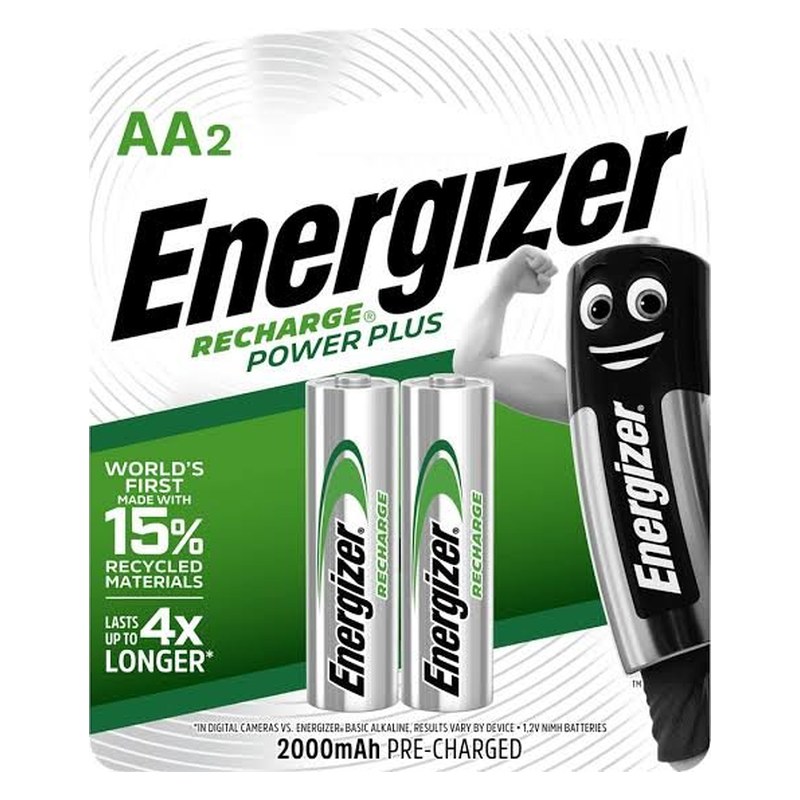 AA2
Energizer
RECHARGE®
POWER PLUS
WORLD'S
FIRST
MADE WITH
15%
RECYCLED
MATERIALS
LASTS
UP TO
4x
LONGER*
Energizer®
RECHARGE
Energizer®
RECHARGE
Energizer®
TM
*IN DIGITAL CAMERAS VS. ENERGIZER® BASIC ALKALINE, RESULTS VARY BY DEVICE • 1,2V NIMH BATTERIES
2000mAh PRE-CHARGED